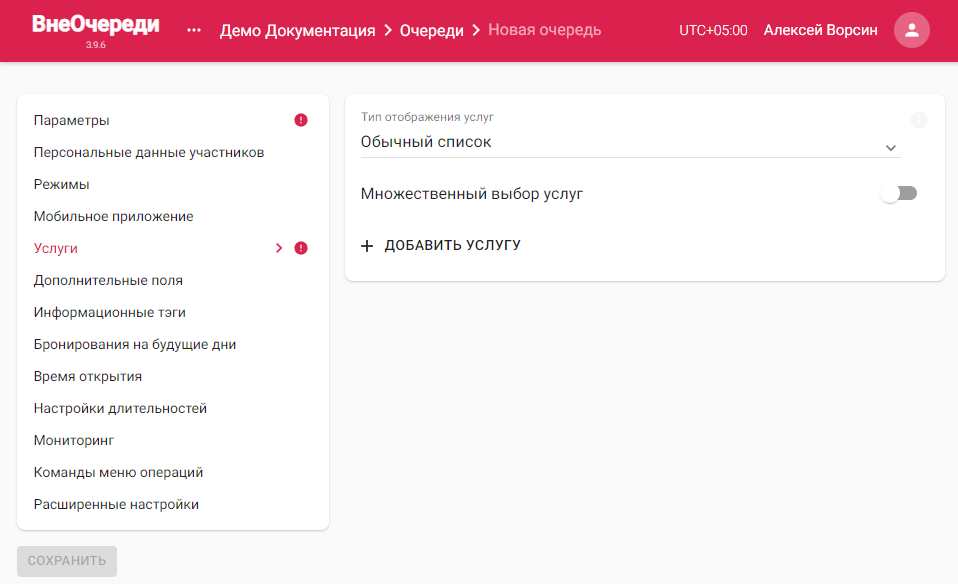 ВнеОчереди
3.9.6
... Демо Документация > Очереди > Новая очередь
UTC+05:00 Алексей Ворсин
Параметры
Персональные данные участников
Режимы
Мобильное приложение
Услуги
Дополнительные поля
Информационные тэги
Бронирования на будущие дни
Время открытия
Настройки длительностей
Мониторинг
Команды меню операций
Расширенные настройки
СОХРАНИТЬ
Тип отображения услуг
Обычный список
Множественный выбор услуг
+ ДОБАВИТЬ УСЛУГУ